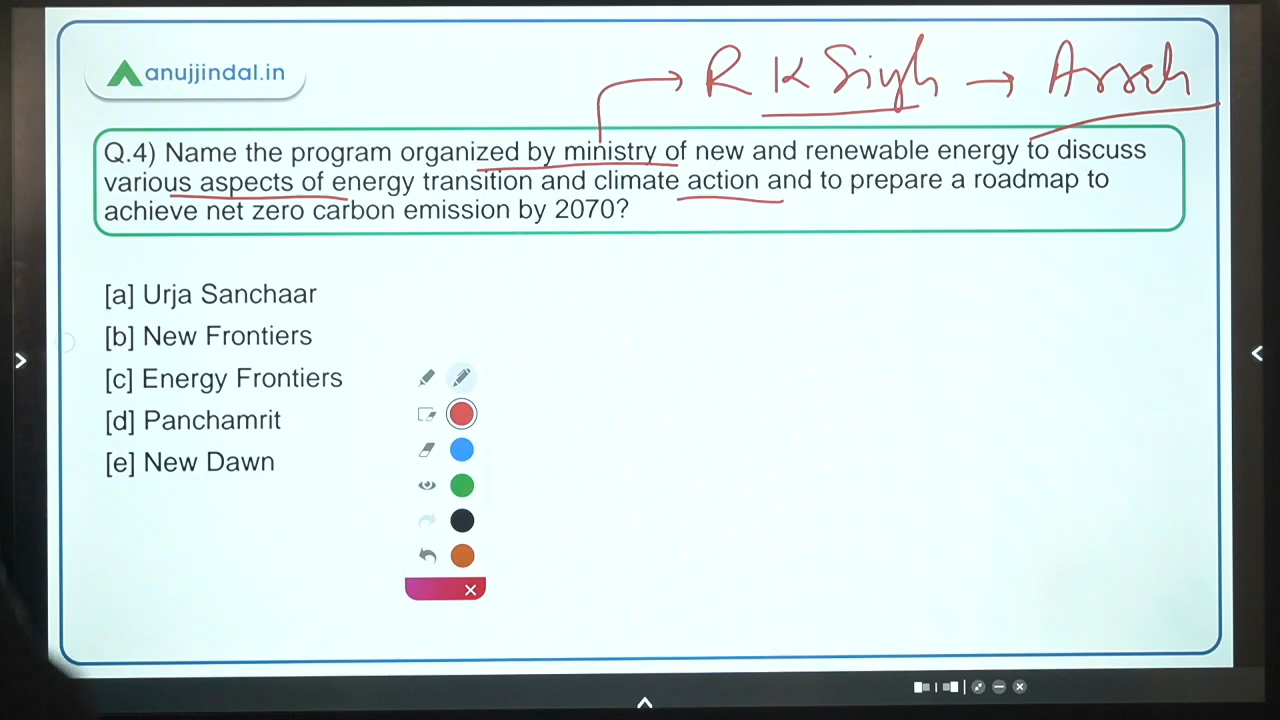 anujjindal.in
R K Singh → Arrah
Q.4) Name the program organized by ministry of new and renewable energy to discuss
various aspects of energy transition and climate action and to prepare a roadmap to
achieve net zero carbon emission by 2070?
[a] Urja Sanchaar
[b] New Frontiers
[c] Energy Frontiers
[d] Panchamrit
[e] New Dawn